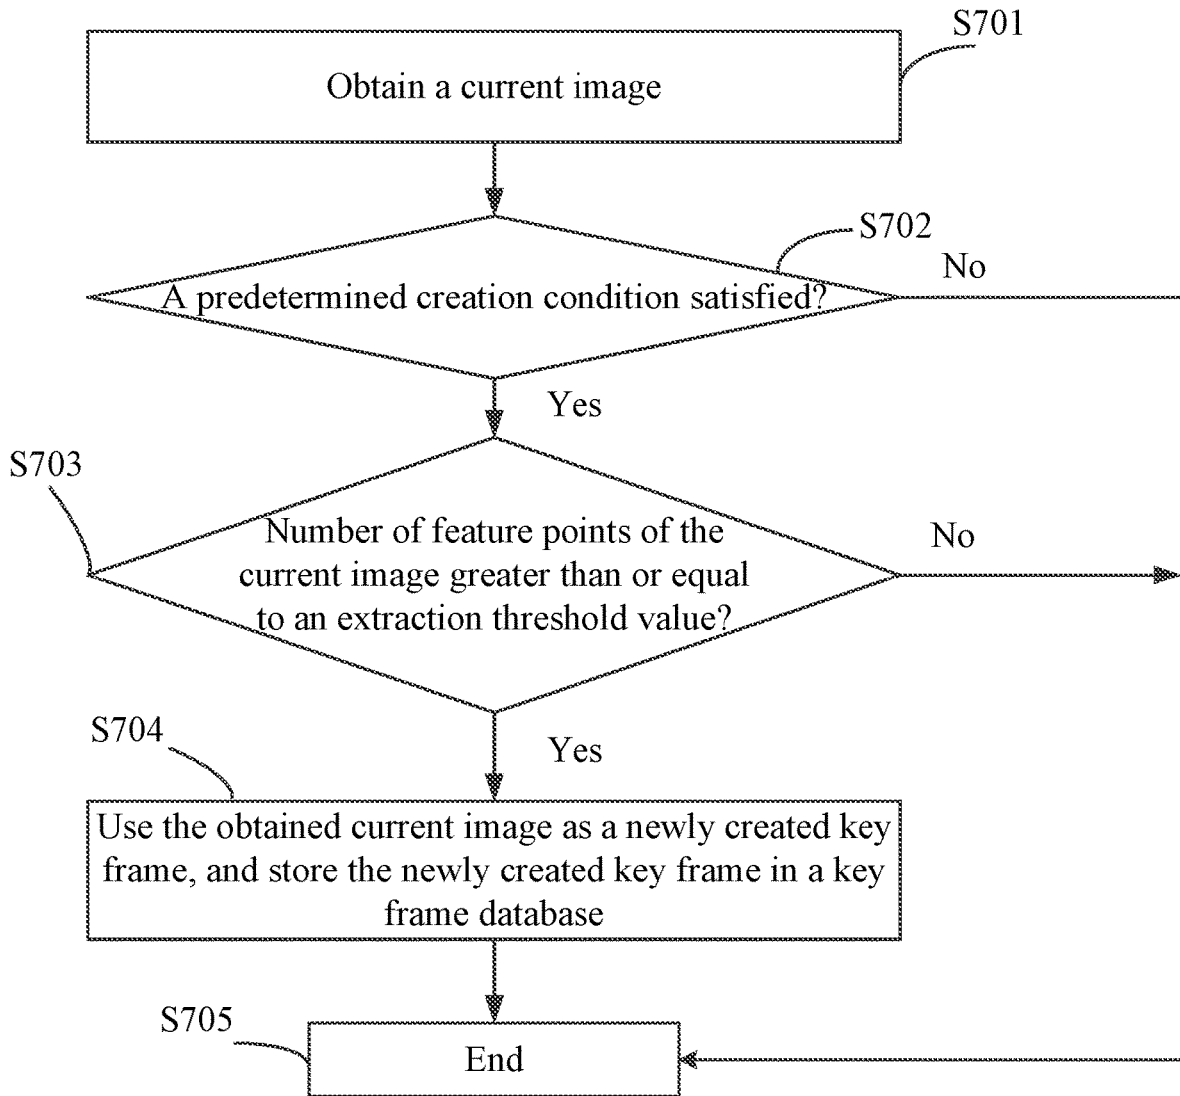 S701
Obtain a current image
S702
No
A predetermined creation condition satisfied?
Yes
S703
Number of feature points of the
current image greater than or equal
to an extraction threshold value?
No
S704
Yes
Use the obtained current image as a newly created key
frame, and store the newly created key frame in a key
frame database
S705
End